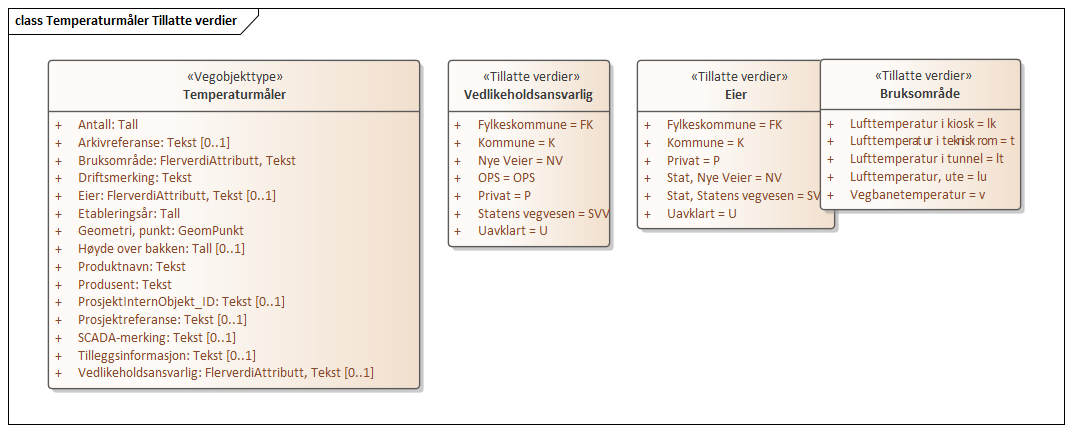 class Temperaturmåler Tillatte verdier
«Vegobjekttype»
Temperaturmåler
+ Antall: Tall
+ Arkivreferanse: Tekst [0..1]
+ Bruksområde: FlerverdiAttributt, Tekst
+ Driftsmerking: Tekst
+ Eier: FlerverdiAttributt, Tekst [0..1]
+ Etableringsår: Tall
+ Geometri, punkt: GeomPunkt
+ Høyde over bakken: Tall [0..1]
+ Produktnavn: Tekst
+ Produsent: Tekst
+ ProsjektInternObjekt_ID: Tekst [0..1]
+ Prosjektreferanse: Tekst [0..1]
+ SCADA-merking: Tekst [0..1]
+ Tilleggsinformasjon: Tekst [0..1]
+ Vedlikeholdsansvarlig: FlerverdiAttributt, Tekst [0..1]
«Tillatte verdier»
Vedlikeholdsansvarlig
+ Fylkeskommune = FK
+ Kommune = K
+ Nye Veier = NV
+ OPS = OPS
+ Privat = P
+ Statens vegvesen = SVV
+ Uavklart = U
«Tillatte verdier»
Eier
+ Fylkeskommune = FK
+ Kommune = K
+ Privat = P
+ Stat, Nye Veier = NV
+ Stat, Statens vegvesen = SV
+ Uavklart = U
«Tillatte verdier»
Bruksområde
+ Lufttemperatur i kiosk = lk
+ Lufttemperatur i teknisk rom = t
+ Lufttemperatur i tunnel = lt
+ Lufttemperatur, ute = lu
+ Vegbanetemperatur = v